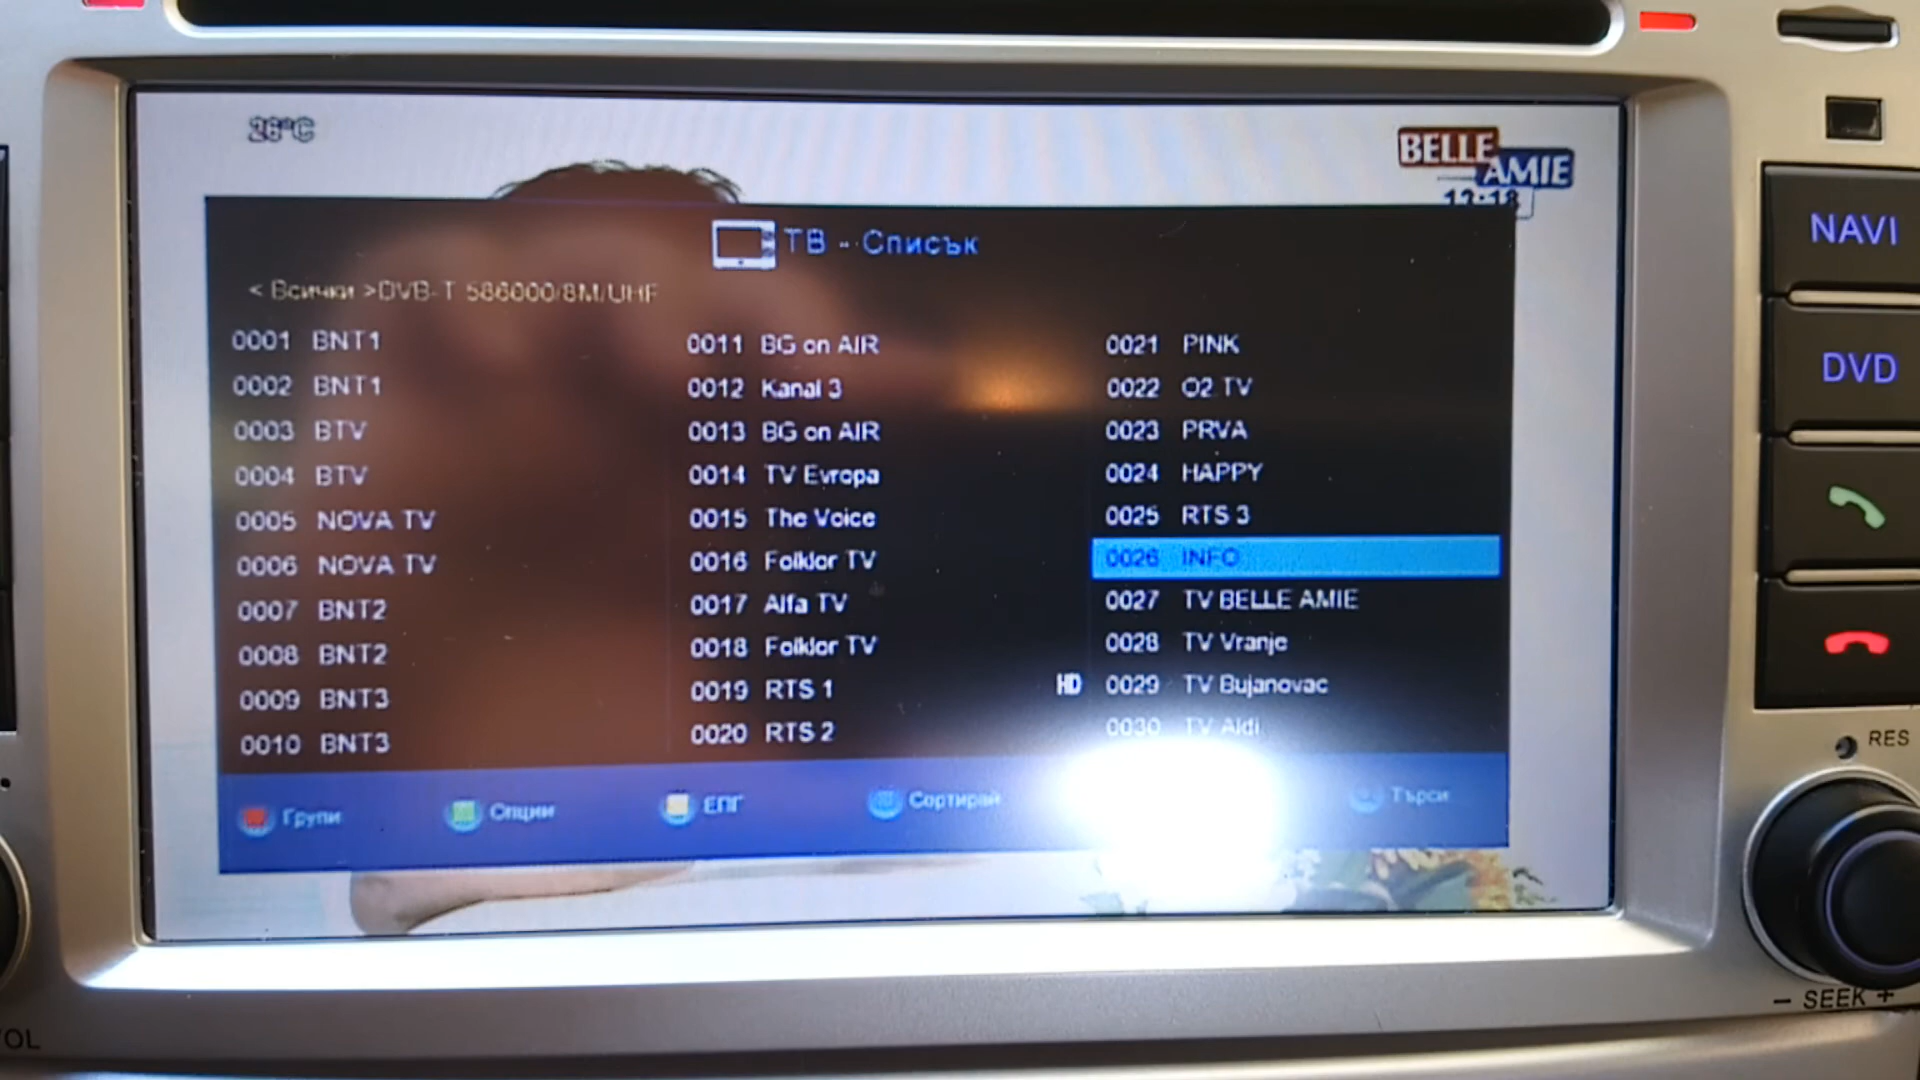 26°C
BELLE
AMIE
ТВ - Списък
< Всички >DVB-T 586000/8M/UHF
0001 BNT1
0002 BNT1
0003 BTV
0004 BTV
0005 NOVA TV
0006 NOVA TV
0007 BNT2
0008 BNT2
0009 BNT3
0010 BNT3
0011 BG on AIR
0012 Kanal 3
0013 BG on AIR
0014 TV Evropa
0015 The Voice
0016 Folklor TV
0017 Alfa TV
0018 Folklor TV
0019 RTS 1
0020 RTS 2
0021 PINK
0022 O2 TV
0023 PRVA
0024 HAPPY
0025 RTS 3
0026 INFO
0027 TV BELLE AMIE
0028 TV Vranje
HD 0029 TV Bujanovac
0030 TV Aldi
Групи Опции ЕПГ Сортирай Търси
NAVI
DVD
RES
− SEEK +